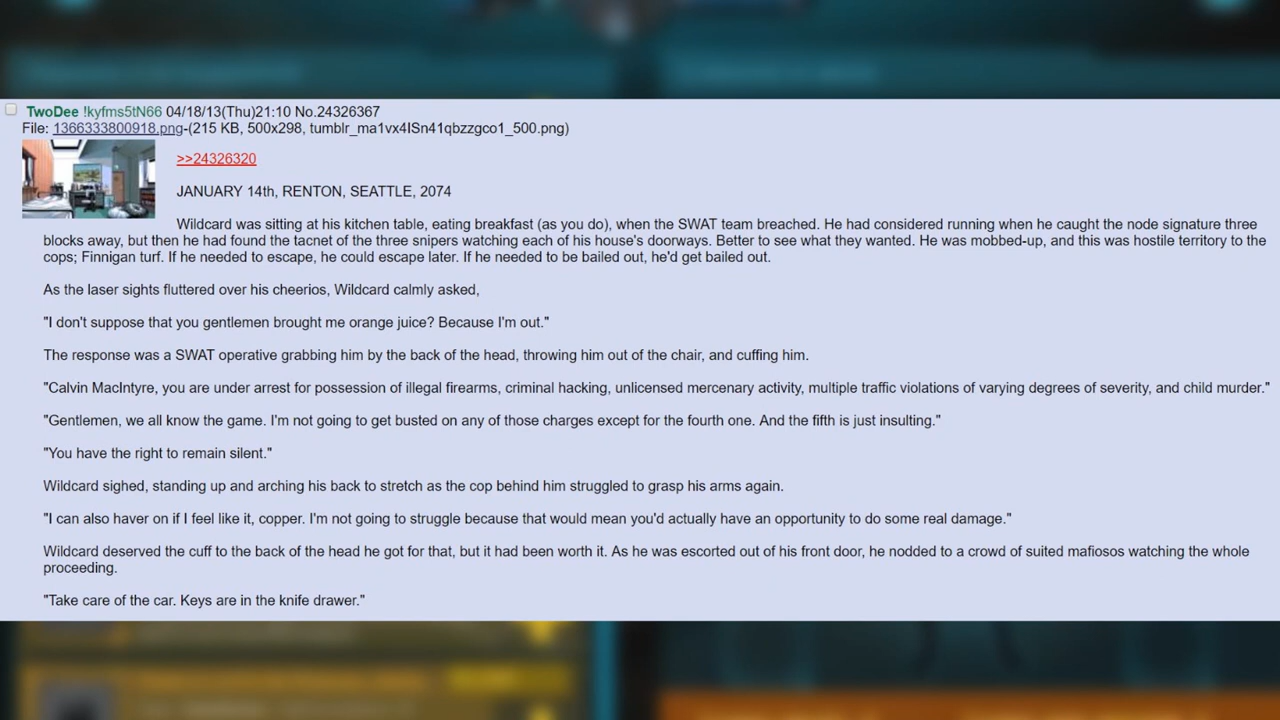 TwoDee !kyfms5tN66 04/18/13(Thu)21:10 No.24326367
File: 1366333800918.png-(215 KB, 500x298, tumblr_ma1vx4ISn41qbzzgco1_500.png)
>>24326320
JANUARY 14th, RENTON, SEATTLE, 2074
Wildcard was sitting at his kitchen table, eating breakfast (as you do), when the SWAT team breached. He had considered running when he caught the node signature three
blocks away, but then he had found the tacnet of the three snipers watching each of his house's doorways. Better to see what they wanted. He was mobbed-up, and this was hostile territory to the
cops; Finnigan turf. If he needed to escape, he could escape later. If he needed to be bailed out, he'd get bailed out.
As the laser sights fluttered over his cheerios, Wildcard calmly asked,
"I don't suppose that you gentlemen brought me orange juice? Because I'm out."
The response was a SWAT operative grabbing him by the back of the head, throwing him out of the chair, and cuffing him.
"Calvin MacIntyre, you are under arrest for possession of illegal firearms, criminal hacking, unlicensed mercenary activity, multiple traffic violations of varying degrees of severity, and child murder."
"Gentlemen, we all know the game. I'm not going to get busted on any of those charges except for the fourth one. And the fifth is just insulting."
"You have the right to remain silent."
Wildcard sighed, standing up and arching his back to stretch as the cop behind him struggled to grasp his arms again.
"I can also haver on if I feel like it, copper. I'm not going to struggle because that would mean you'd actually have an opportunity to do some real damage."
Wildcard deserved the cuff to the back of the head he got for that, but it had been worth it. As he was escorted out of his front door, he nodded to a crowd of suited mafiosos watching the whole
proceeding.
"Take care of the car. Keys are in the knife drawer."